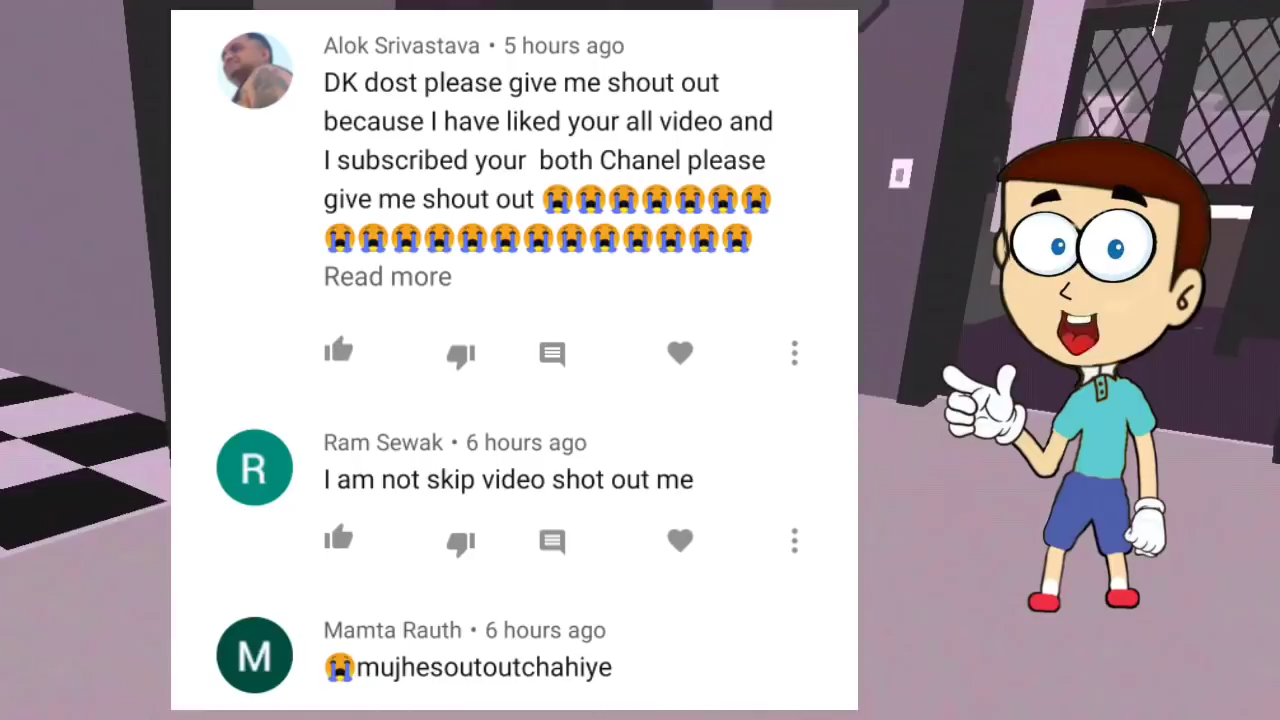 Alok Srivastava • 5 hours ago
DK dost please give me shout out
because I have liked your all video and
I subscribed your both Chanel please
give me shout out 😭😭😭😭😭😭😭
😭😭😭😭😭😭😭😭😭😭😭😭😭
Read more
R
Ram Sewak • 6 hours ago
I am not skip video shot out me
M
Mamta Rauth • 6 hours ago
😭mujhesoutoutchahiye